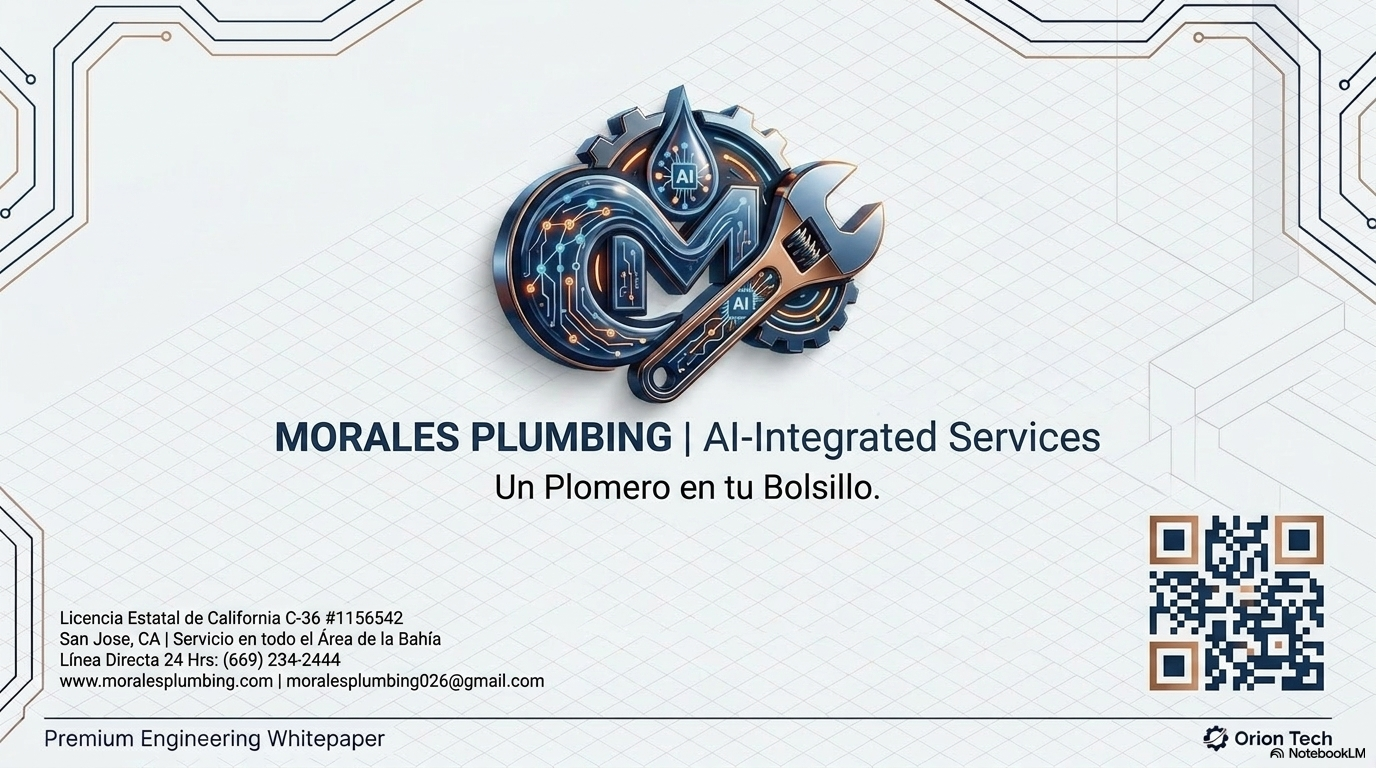 AI
AI
MORALES PLUMBING | AI-Integrated Services
Un Plomero en tu Bolsillo.
Licencia Estatal de California C-36 #1156542
San Jose, CA | Servicio en todo el Área de la Bahía
Línea Directa 24 Hrs: (669) 234-2444
www.moralesplumbing.com | moralesplumbing026@gmail.com
Premium Engineering Whitepaper
Orion Tech
NotebookLM